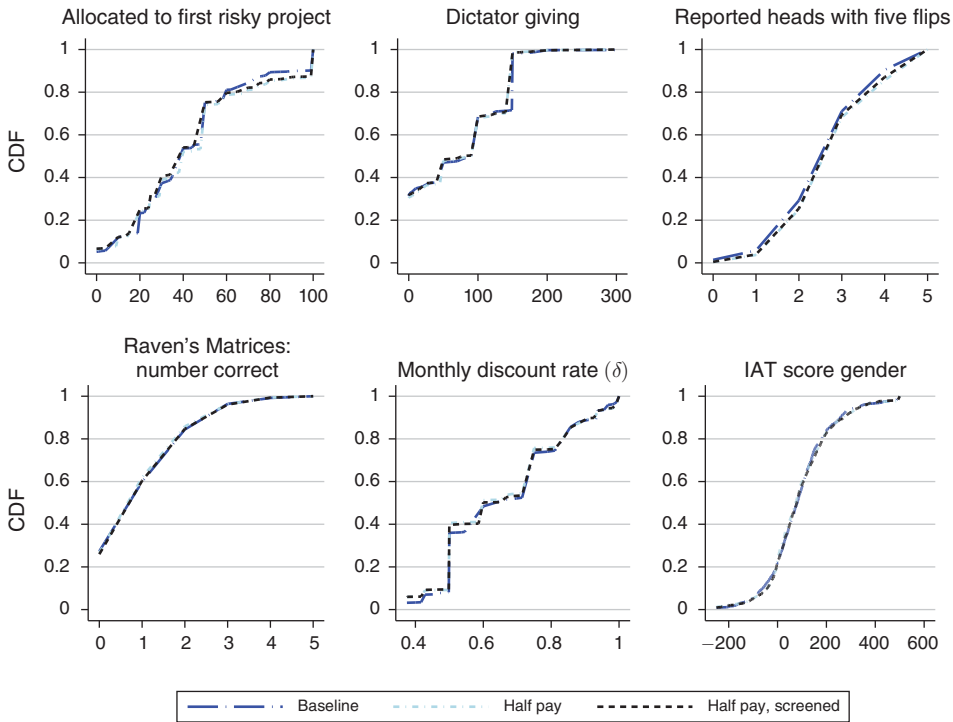 Allocated to first risky project
Dictator giving
Reported heads with five flips
CDF
1
0.8
0.6
0.4
0.2
0
0 20 40 60 80 100
1
0.8
0.6
0.4
0.2
0
0 100 200 300
1
0.8
0.6
0.4
0.2
0
0 1 2 3 4 5
Raven's Matrices:
number correct
Monthly discount rate (δ)
IAT score gender
CDF
1
0.8
0.6
0.4
0.2
0
0 1 2 3 4 5
1
0.8
0.6
0.4
0.2
0
0.4 0.6 0.8 1
1
0.8
0.6
0.4
0.2
0
−200 0 200 400 600
Baseline Half pay Half pay, screened